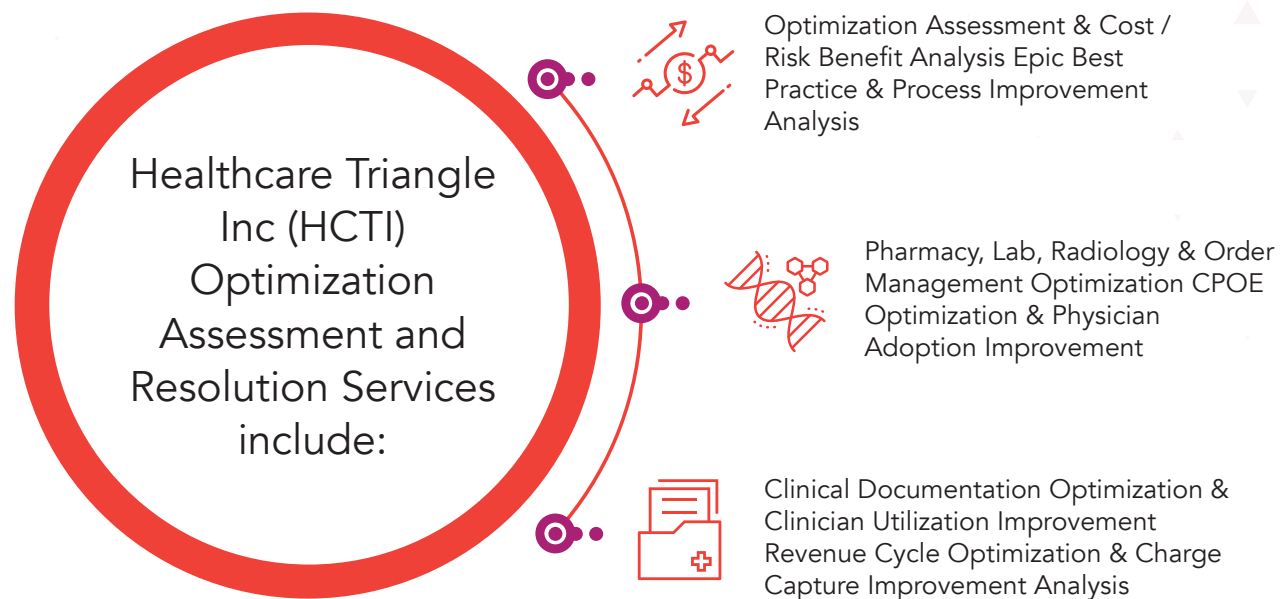 Healthcare Triangle
Inc (HCTI)
Optimization
Assessment and
Resolution Services
include:
$
Optimization Assessment & Cost /
Risk Benefit Analysis Epic Best
Practice & Process Improvement
Analysis
Pharmacy, Lab, Radiology & Order
Management Optimization CPOE
Optimization & Physician
Adoption Improvement
Clinical Documentation Optimization &
Clinician Utilization Improvement
Revenue Cycle Optimization & Charge
Capture Improvement Analysis